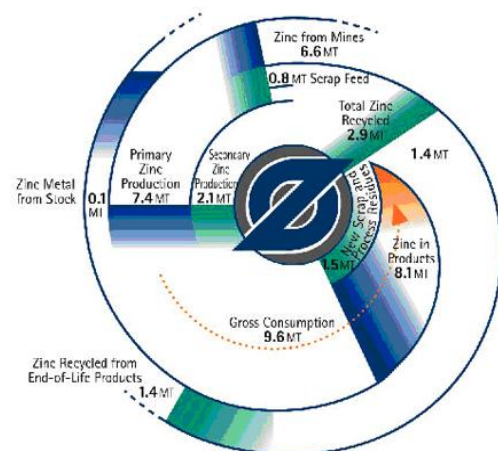 Zinc from Mines
6.6 MT
0.8 MT Scrap Feed
Total Zinc
Recycled
2.9 MT
1.4 MT
Primary
Zinc
Production
7.4 MT
Secondary
Zinc
Production
2.1 MT
Zinc Metal
from Stock
0.1
MT
New Scrap and
Process Residues
1.5 MT
Zinc in
Products
8.1 MT
Gross Consumption
9.6 MT
Zinc Recycled from
End-of-Life Products
1.4 MT